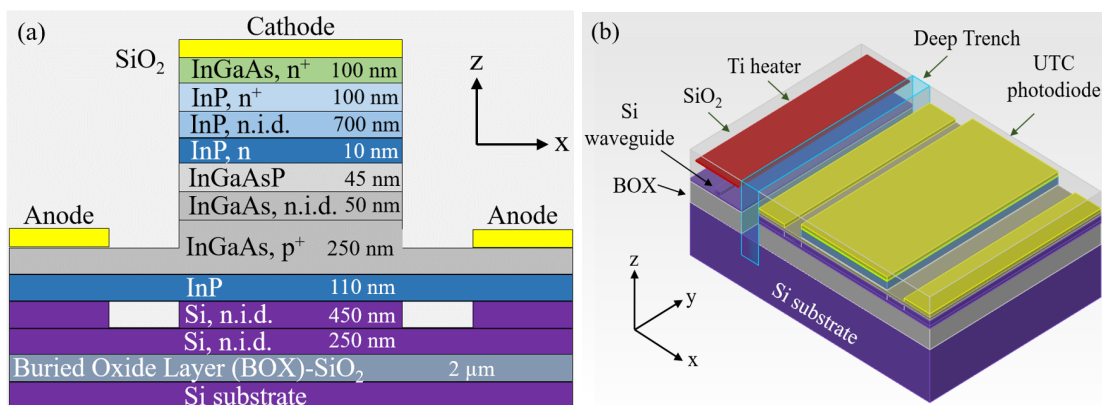 (a)
Cathode
SiO₂
InGaAs, n⁺ 100 nm
InP, n⁺ 100 nm
InP, n.i.d. 700 nm
InP, n 10 nm
InGaAsP 45 nm
InGaAs, n.i.d. 50 nm
InGaAs, p⁺ 250 nm
Anode
Anode
InP 110 nm
Si, n.i.d. 450 nm
Si, n.i.d. 250 nm
Buried Oxide Layer (BOX)-SiO₂ 2 µm
Si substrate
z
x
(b)
Deep Trench
UTC
photodiode
Ti heater
SiO₂
Si
waveguide
BOX
Si substrate
z
y
x